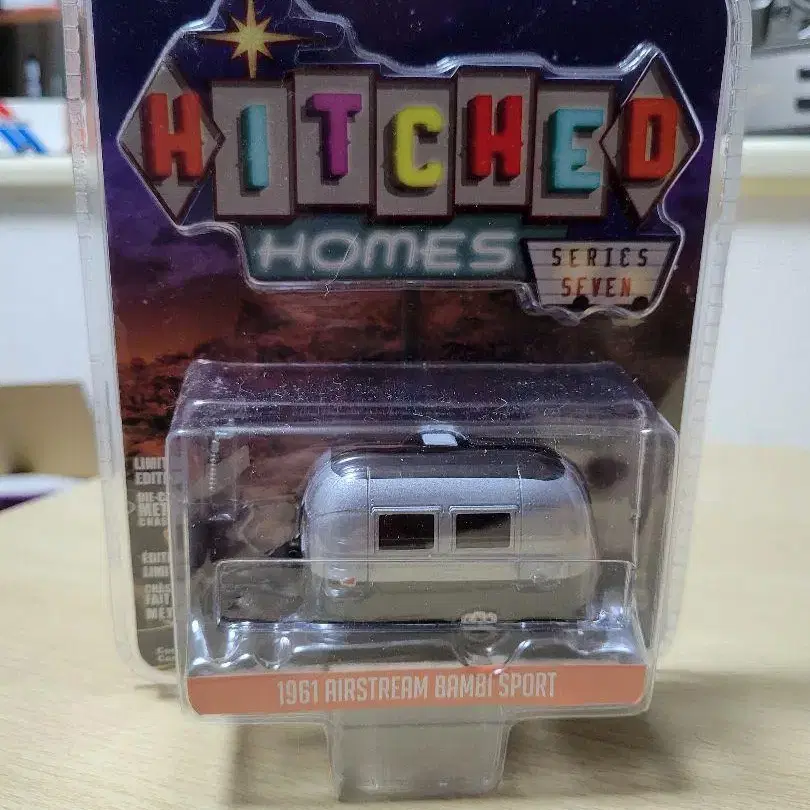 HITCHED
HOMES
SERIES
SEVEN
1961 AIRSTREAM BAMBI SPORT